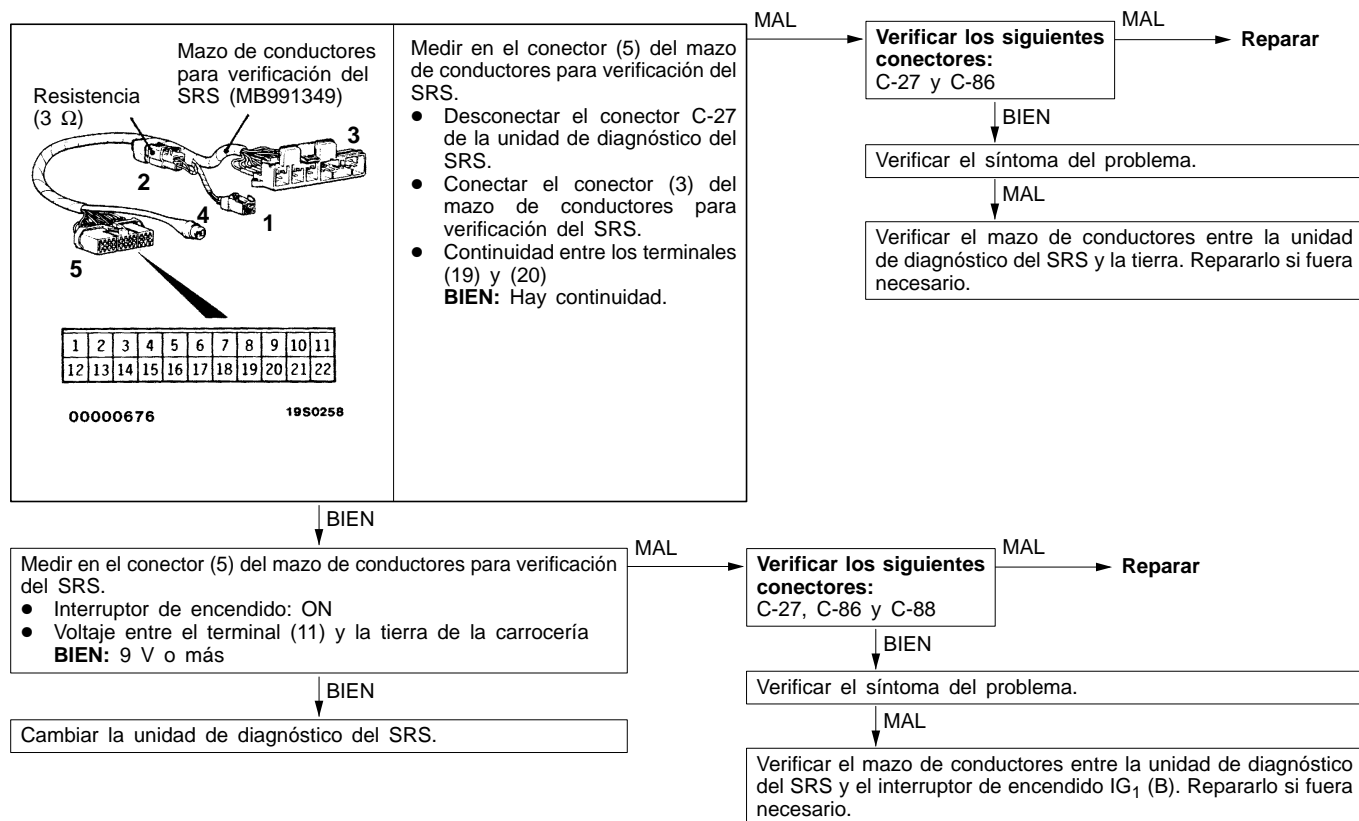 Mazo de conductores
para verificación del
SRS (MB991349)
Resistencia
(3 Ω)
3
2
4
1
5
1 2 3 4 5 6 7 8 9 10 11
12 13 14 15 16 17 18 19 20 21 22
00000676
19S0258
Medir en el conector (5) del mazo
de conductores para verificación del
SRS.
● Desconectar el conector C-27
de la unidad de diagnóstico del
SRS.
● Conectar el conector (3) del
mazo de conductores para
verificación del SRS.
● Continuidad entre los terminales
(19) y (20)
BIEN: Hay continuidad.
MAL
Verificar los siguientes
conectores:
C-27 y C-86
MAL
Reparar
BIEN
Verificar el síntoma del problema.
MAL
Verificar el mazo de conductores entre la unidad
de diagnóstico del SRS y la tierra. Repararlo si fuera
necesario.
BIEN
Medir en el conector (5) del mazo de conductores para verificación
del SRS.
● Interruptor de encendido: ON
● Voltaje entre el terminal (11) y la tierra de la carrocería
BIEN: 9 V o más
MAL
Verificar los siguientes
conectores:
C-27, C-86 y C-88
MAL
Reparar
BIEN
Verificar el síntoma del problema.
MAL
Verificar el mazo de conductores entre la unidad de diagnóstico
del SRS y el interruptor de encendido IG1 (B). Repararlo si fuera
necesario.
BIEN
Cambiar la unidad de diagnóstico del SRS.